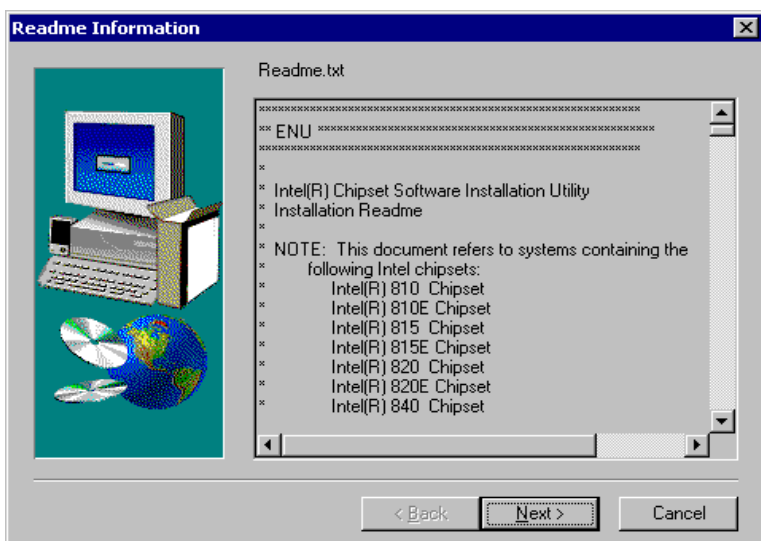 Readme Information
Readme.txt
************************************************************
** ENU *****************************************************
************************************************************
*
* Intel(R) Chipset Software Installation Utility
* Installation Readme
*
* NOTE:  This document refers to systems containing the
*       following Intel chipsets:
*           Intel(R) 810  Chipset
*           Intel(R) 810E Chipset
*           Intel(R) 815  Chipset
*           Intel(R) 815E Chipset
*           Intel(R) 820  Chipset
*           Intel(R) 820E Chipset
*           Intel(R) 840  Chipset
< Back
Next >
Cancel